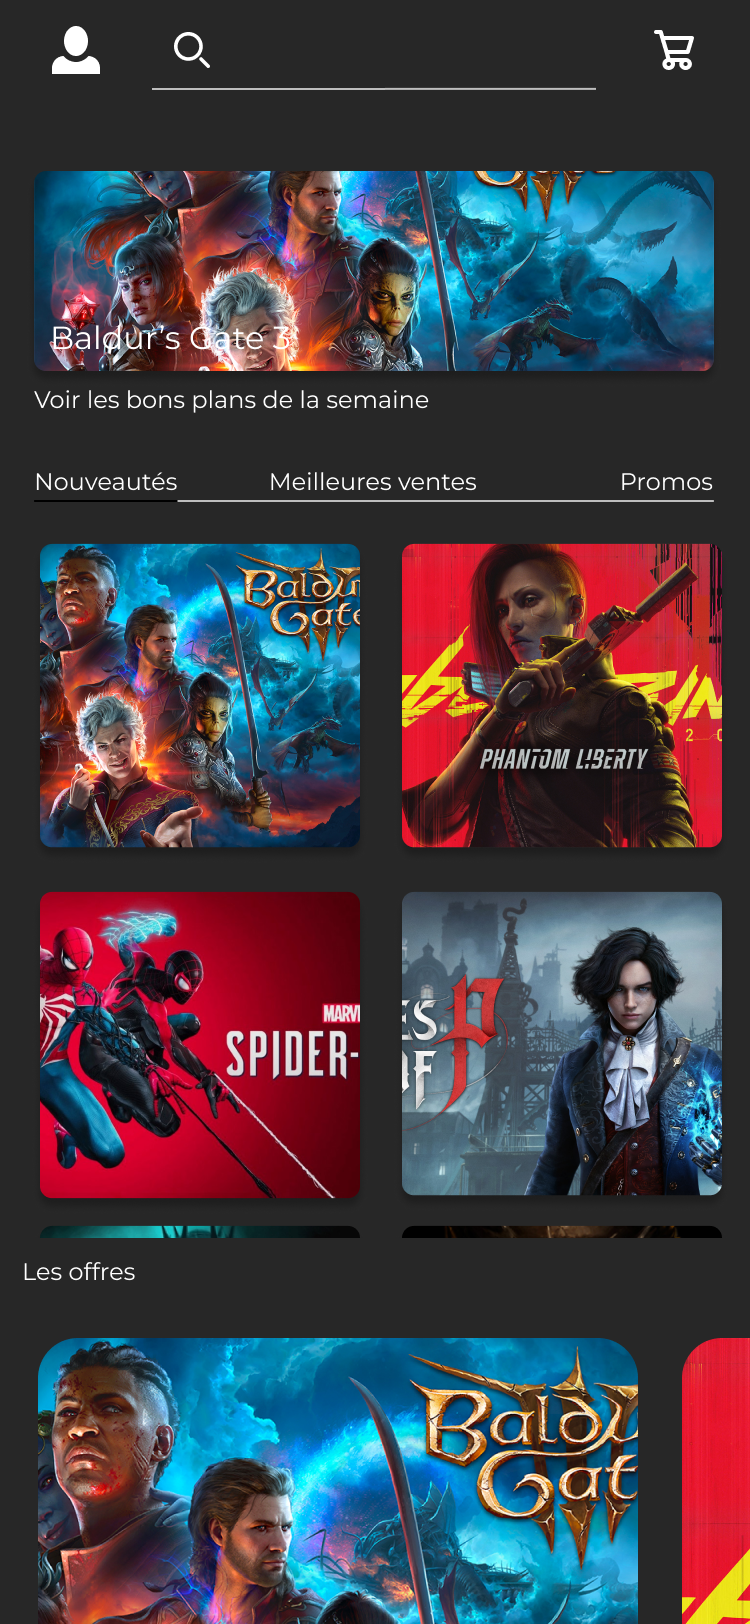 Baldur's Gate 3
Voir les bons plans de la semaine
Nouveautés
Meilleures ventes
Promos
Baldu
Gate
PHANTOM LIBERTY
20
MARV
SPIDER-
ES
OF
P
Les offres
Baldu
Gat